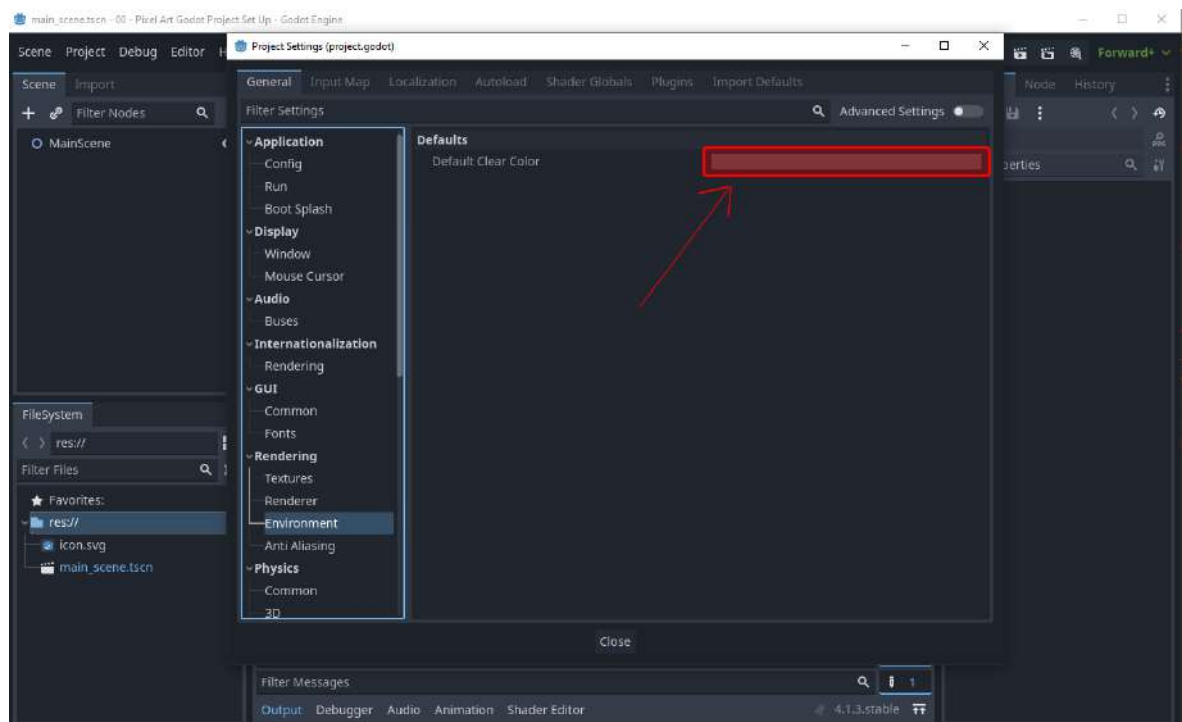 main_scene.tscn - 00 - Pixel Art Godot Project Set Up - Godot Engine
Scene Project Debug Editor H
Forward+
Project Settings (project.godot)
General Input Map Localization Autoload Shader Globals Plugins Import Defaults
Filter Settings
Advanced Settings
Scene Import
Filter Nodes
MainScene
Node History
perties
Application
Config
Run
Boot Splash
Display
Window
Mouse Cursor
Audio
Buses
Internationalization
Rendering
GUI
Common
Fonts
Rendering
Textures
Renderer
Environment
Anti Aliasing
Physics
Common
3D
Defaults
Default Clear Color
Close
FileSystem
res://
Filter Files
Favorites:
res://
icon.svg
main_scene.tscn
Filter Messages
1
Output Debugger Audio Animation Shader Editor
4.1.3.stable